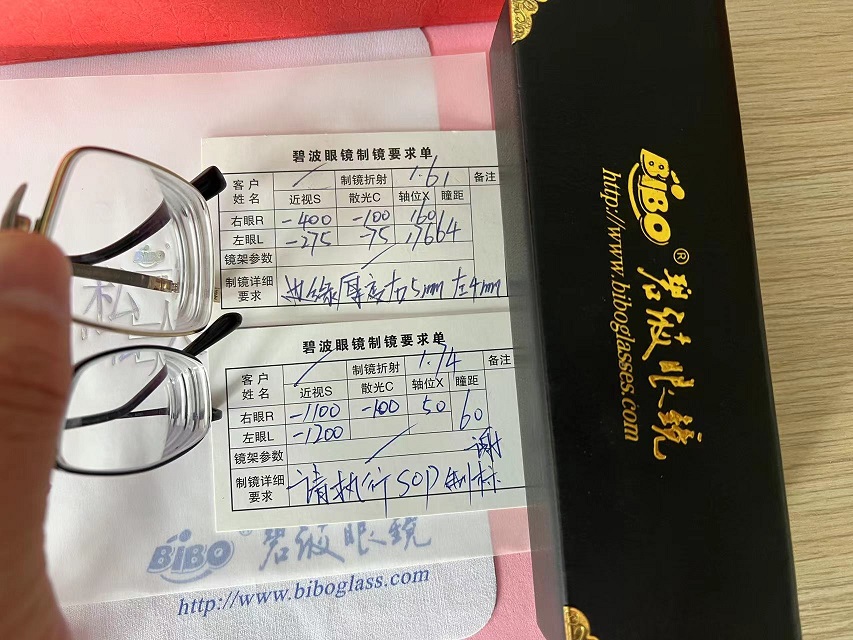 碧波眼镜制镜要求单
客户姓名 制镜折射 1.61 备注
近视S 散光C 轴位X 瞳距
右眼R -400 -100 160
左眼L -275 -75 176 64
镜架参数
制镜详细要求 边缘厚度右5mm 左4mm
碧波眼镜制镜要求单
客户姓名 制镜折射 1.74 备注
近视S 散光C 轴位X 瞳距
右眼R -1100 -100 50 60
左眼L -1200
镜架参数 谢
制镜详细要求 请执行SOP制标
BiBO® 碧波眼镜
http://www.biboglass.com
BiBO® 碧波眼镜
http://www.biboglasses.com